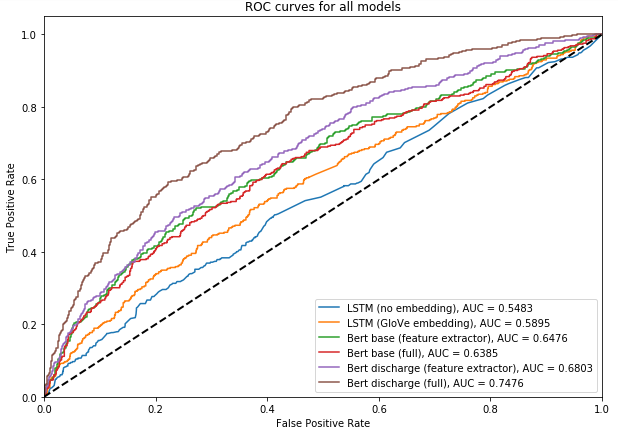 ROC curves for all models
True Positive Rate
1.0
0.8
0.6
0.4
0.2
0.0
LSTM (no embedding), AUC = 0.5483
LSTM (GloVe embedding), AUC = 0.5895
Bert base (feature extractor), AUC = 0.6476
Bert base (full), AUC = 0.6385
Bert discharge (feature extractor), AUC = 0.6803
Bert discharge (full), AUC = 0.7476
0.0 0.2 0.4 0.6 0.8 1.0
False Positive Rate